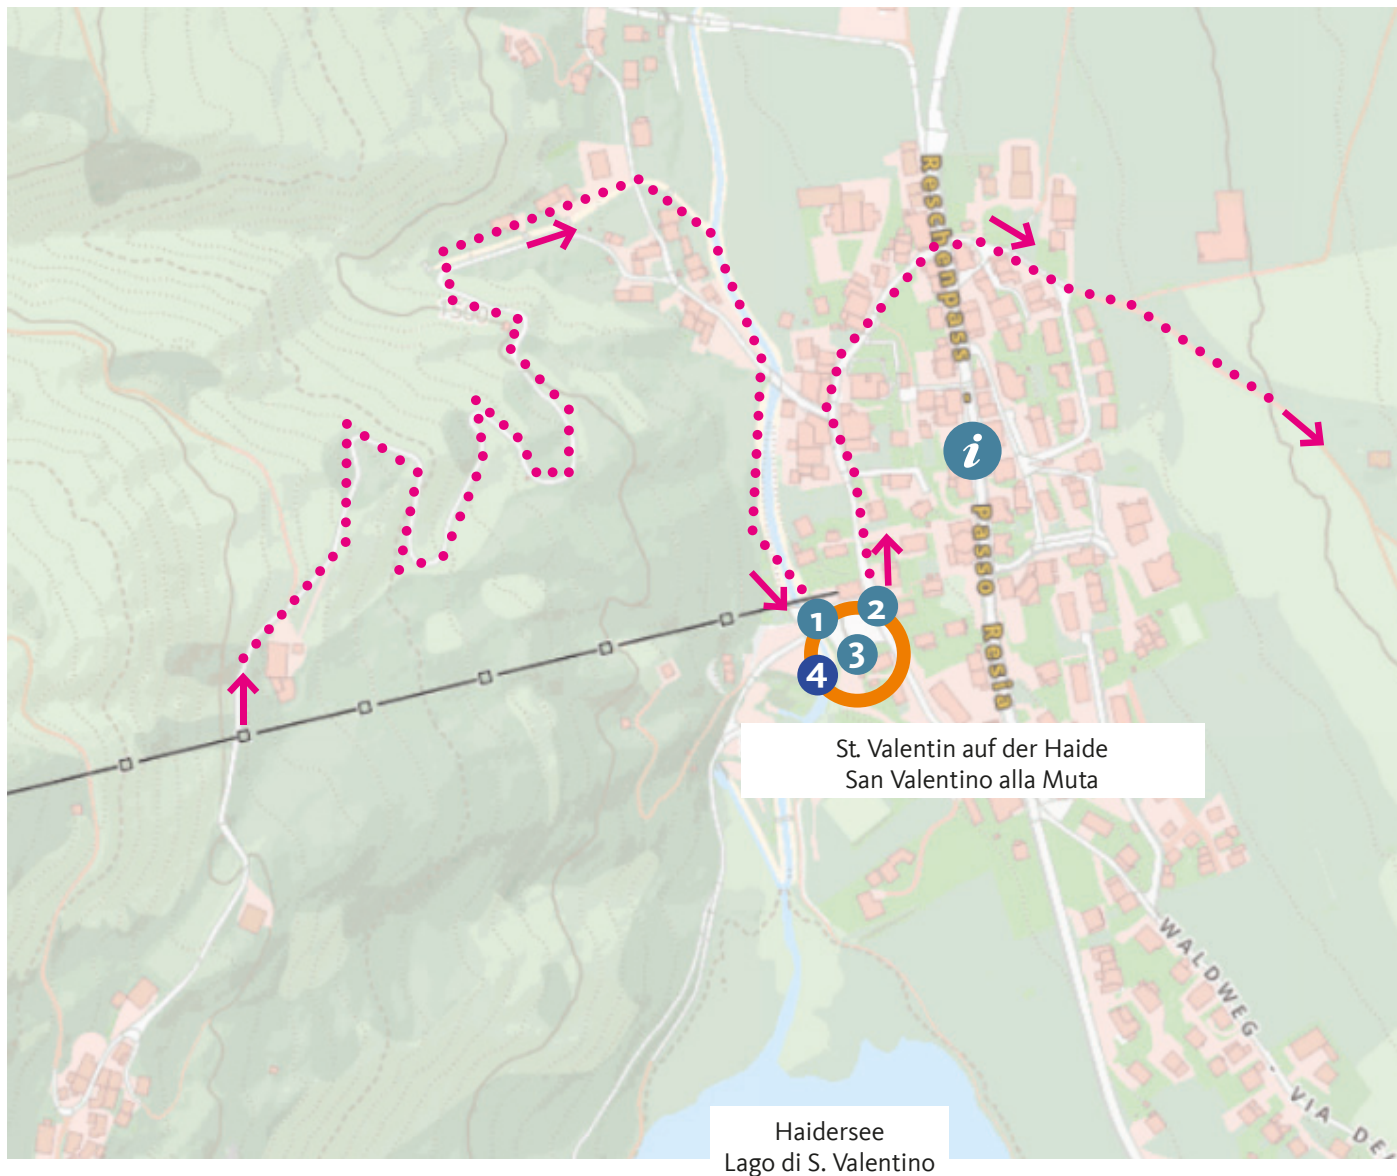 Reschenpass - Passo Resia
1500
i
1
2
3
4
St. Valentin auf der Haide
San Valentino alla Muta
WALDWEG - VIA DE
Haidersee
Lago di S. Valentino